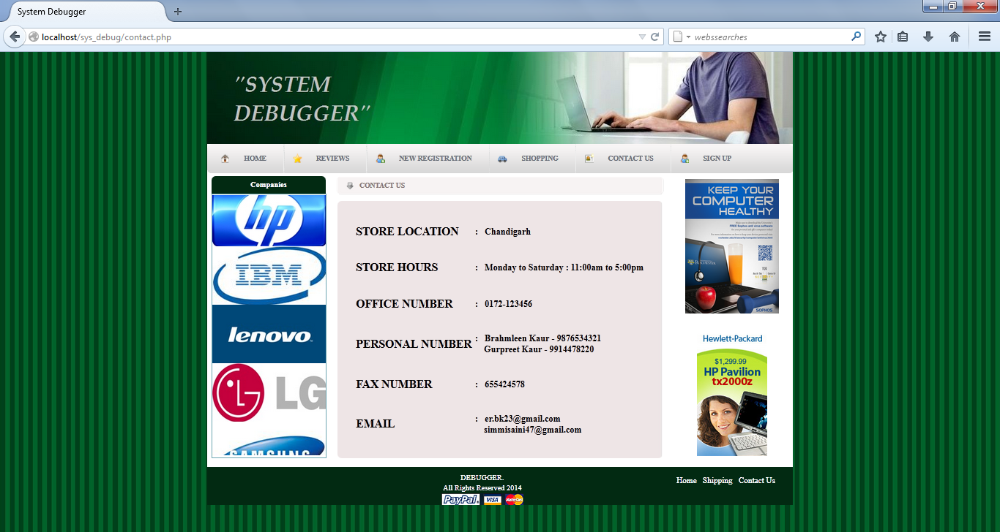 System Debugger
localhost/sys_debug/contact.php
webssearches
"SYSTEM
DEBUGGER"
HOME
REVIEWS
NEW REGISTRATION
SHOPPING
CONTACT US
SIGN UP
Companies
hp
IBM
lenovo
LG
SAMSUNG
CONTACT US
STORE LOCATION : Chandigarh
STORE HOURS : Monday to Saturday : 11:00am to 5:00pm
OFFICE NUMBER : 0172-123456
PERSONAL NUMBER : Brahmleen Kaur - 9876534321
Gurpreet Kaur - 9914478220
FAX NUMBER : 655424578
EMAIL : er.bk23@gmail.com
simmisaini47@gmail.com
KEEP YOUR
COMPUTER
HEALTHY
SOPHOS
Hewlett-Packard
$1,299.99
HP Pavilion
tx2000z
DEBUGGER.
All Rights Reserved 2014
PayPal VISA MasterCard
Home Shipping Contact Us